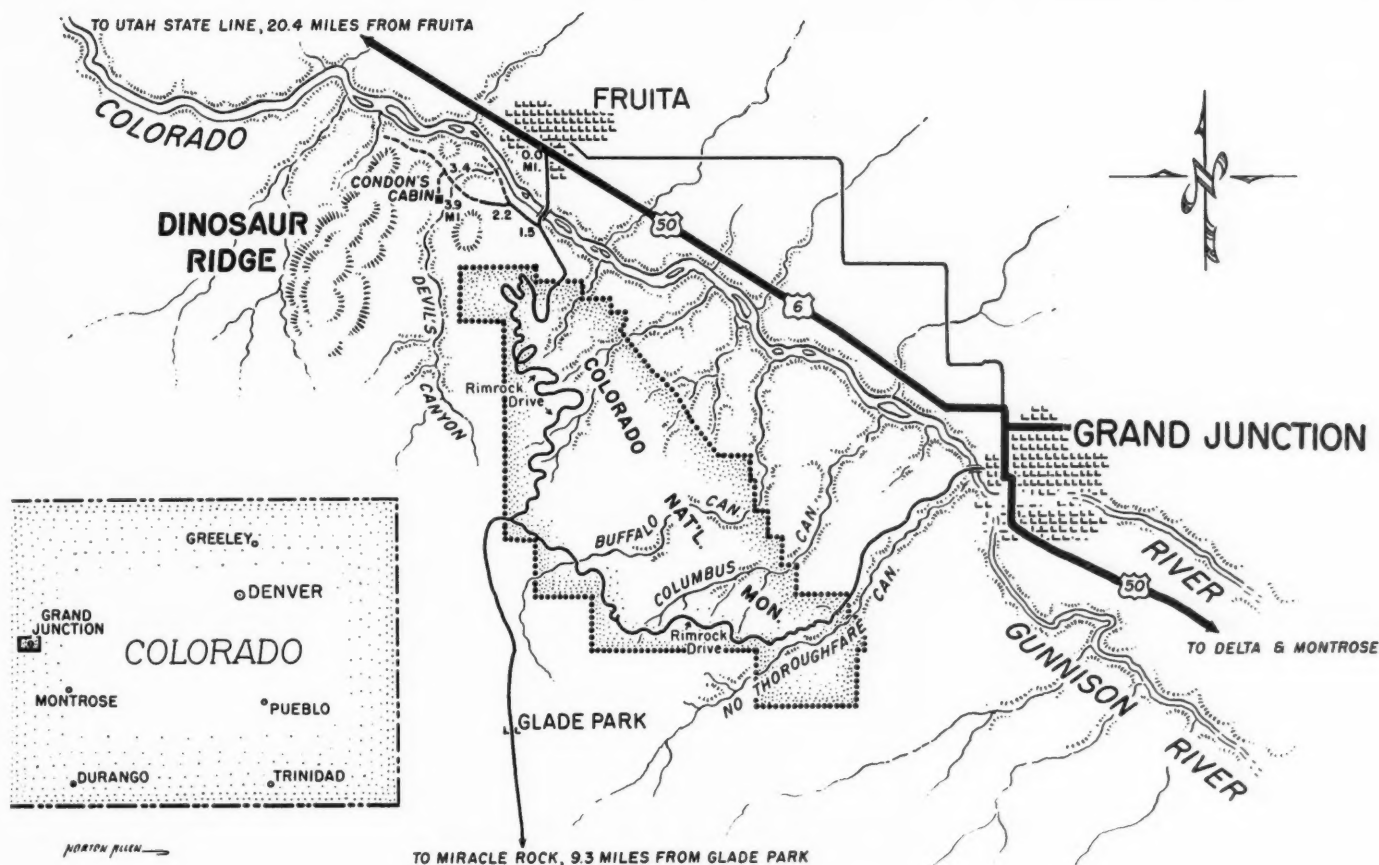 TO UTAH STATE LINE, 20.4 MILES FROM FRUITA
COLORADO
FRUITA
0.0
MI.
3.4
CONDON'S
CABIN
3.9
MI.
2.2
1.5
DINOSAUR
RIDGE
50
N
DEVIL'S
CANYON
6
Rimrock
Drive
COLORADO
NAT'L.
MON.
GRAND JUNCTION
BUFFALO
CAN.
COLUMBUS
CAN.
Rimrock
Drive
NO THOROUGHFARE
CAN.
50
RIVER
TO DELTA & MONTROSE
GUNNISON
RIVER
GLADE PARK
TO MIRACLE ROCK, 9.3 MILES FROM GLADE PARK
GREELEY
DENVER
GRAND
JUNCTION
COLORADO
MONTROSE
PUEBLO
DURANGO
TRINIDAD
NORTON ALLEN